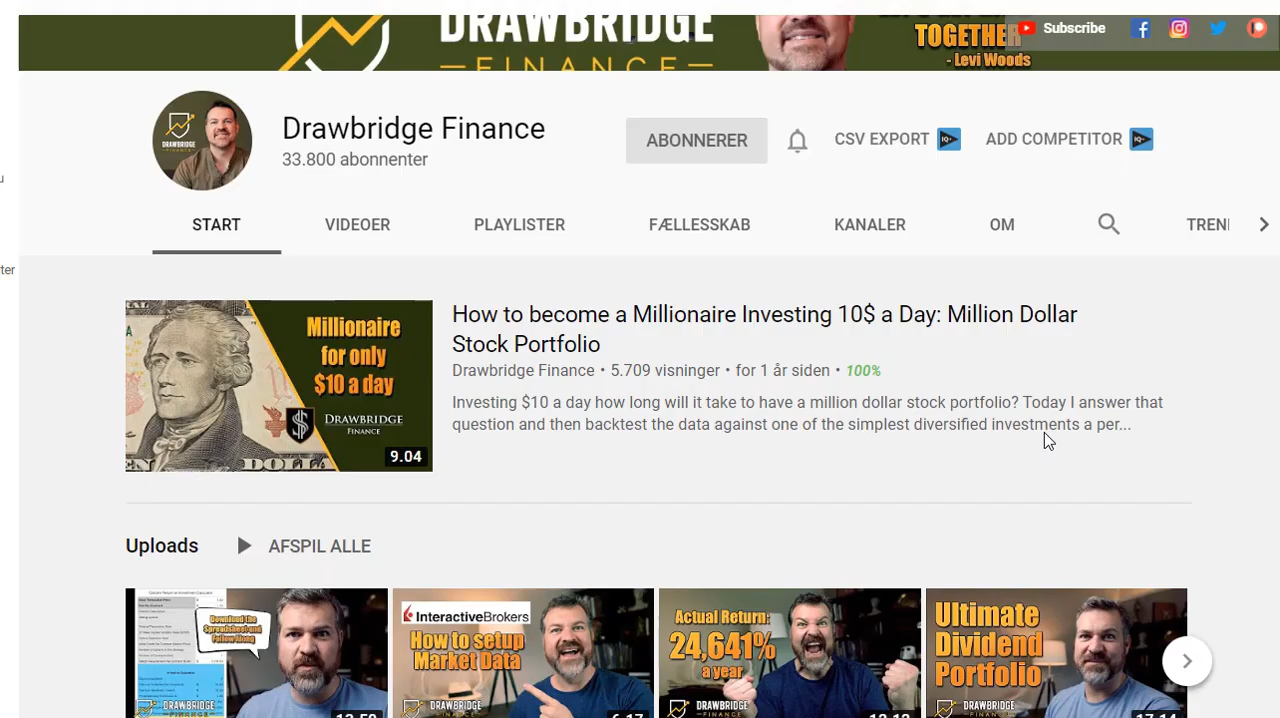 DRAWBRIDGE
FINANCE
TOGETHER
- Levi Woods
Subscribe
DRAWBRIDGE
Drawbridge Finance
33.800 abonnenter
ABONNERER
CSV EXPORT
ADD COMPETITOR
START
VIDEOER
PLAYLISTER
FÆLLESSKAB
KANALER
OM
ter
How to become a Millionaire Investing 10$ a Day: Million Dollar
Stock Portfolio
Drawbridge Finance • 5.709 visninger • for 1 år siden • 100%
Investing $10 a day how long will it take to have a million dollar stock portfolio? Today I answer that
question and then backtest the data against one of the simplest diversified investments a per...
Millionaire
for only
$10 a day
DRAWBRIDGE
FINANCE
9.04
Uploads
AFSPIL ALLE
Download the
Spreadsheet and
Follow Along
DRAWBRIDGE
InteractiveBrokers
How to setup
Market Data
DRAWBRIDGE
Actual Return:
24,641%
a year
DRAWBRIDGE
Ultimate
Dividend
Portfolio
DRAWBRIDGE